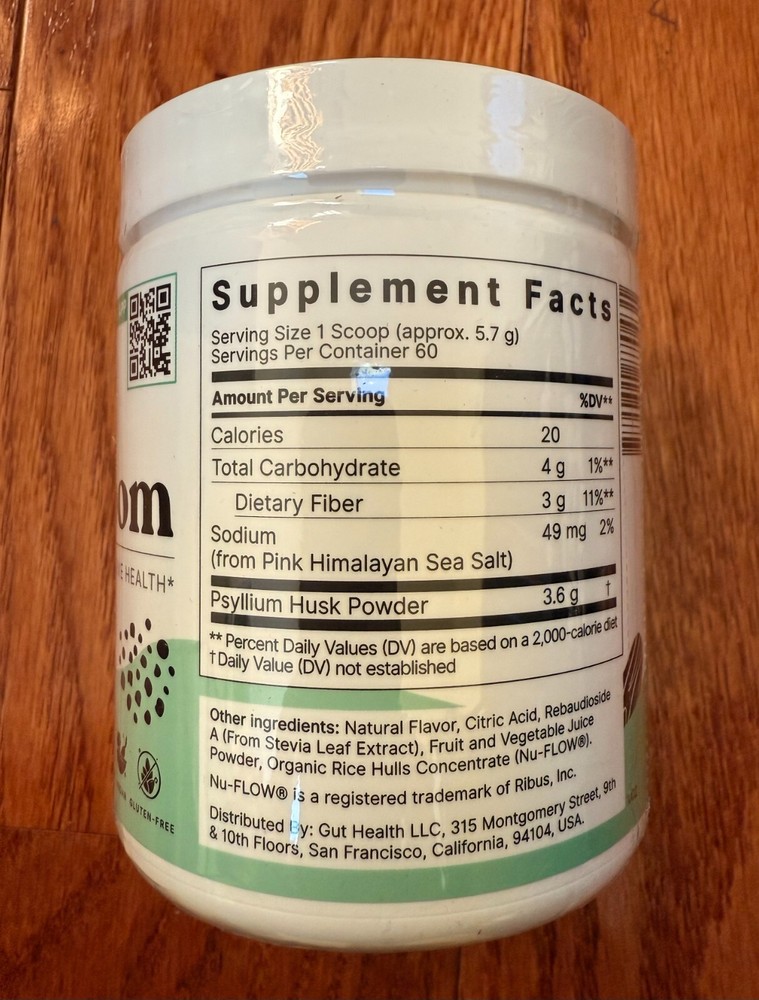 Supplement Facts
Serving Size 1 Scoop (approx. 5.7 g)
Servings Per Container 60
Amount Per Serving %DV**
Calories 20
Total Carbohydrate 4 g 1%**
Dietary Fiber 3 g 11%**
Sodium 49 mg 2%
(from Pink Himalayan Sea Salt)
Psyllium Husk Powder 3.6 g †
** Percent Daily Values (DV) are based on a 2,000-calorie diet
† Daily Value (DV) not established
Other ingredients: Natural Flavor, Citric Acid, Rebaudioside
A (From Stevia Leaf Extract), Fruit and Vegetable Juice
Powder, Organic Rice Hulls Concentrate (Nu-FLOW®).
Nu-FLOW® is a registered trademark of Ribus, Inc.
Distributed By: Gut Health LLC, 315 Montgomery Street, 9th
& 10th Floors, San Francisco, California, 94104, USA.
om
HEALTH*
GLUTEN-FREE